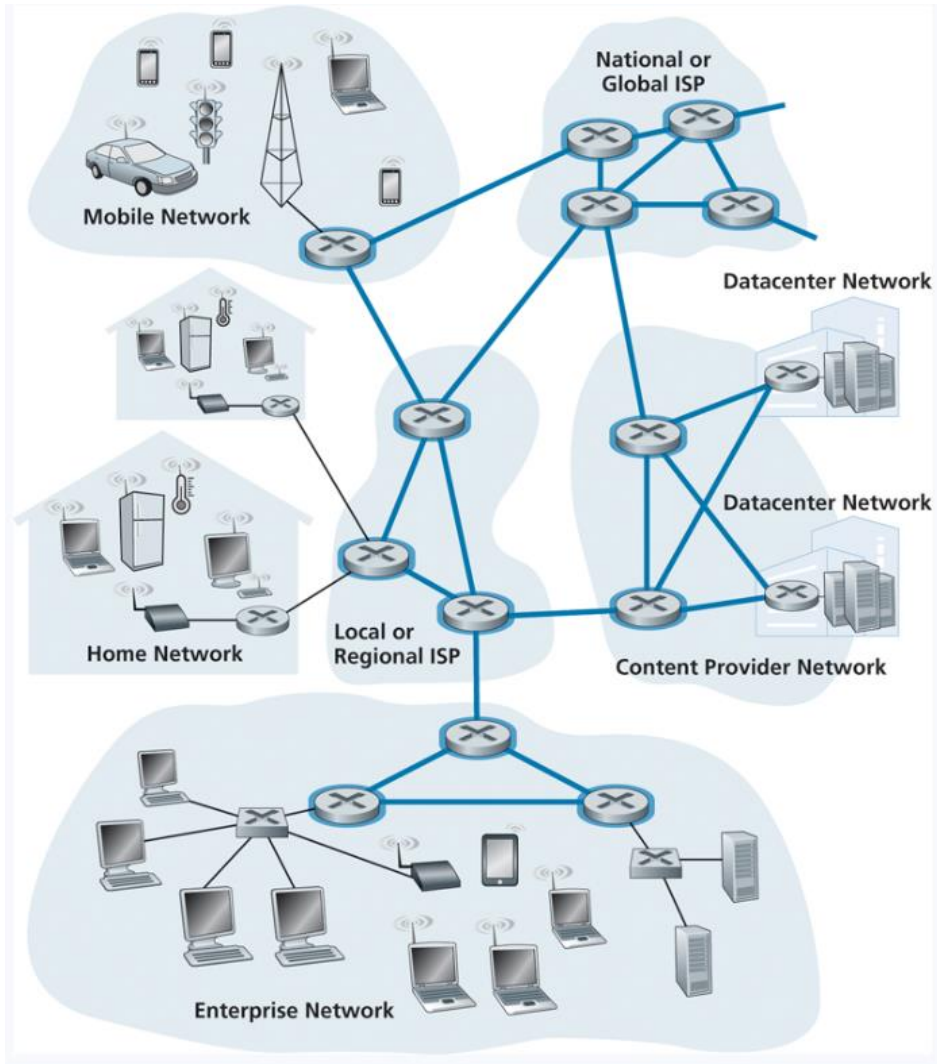 National or
Global ISP
Mobile Network
Datacenter Network
Datacenter Network
Home Network
Local or
Regional ISP
Content Provider Network
Enterprise Network